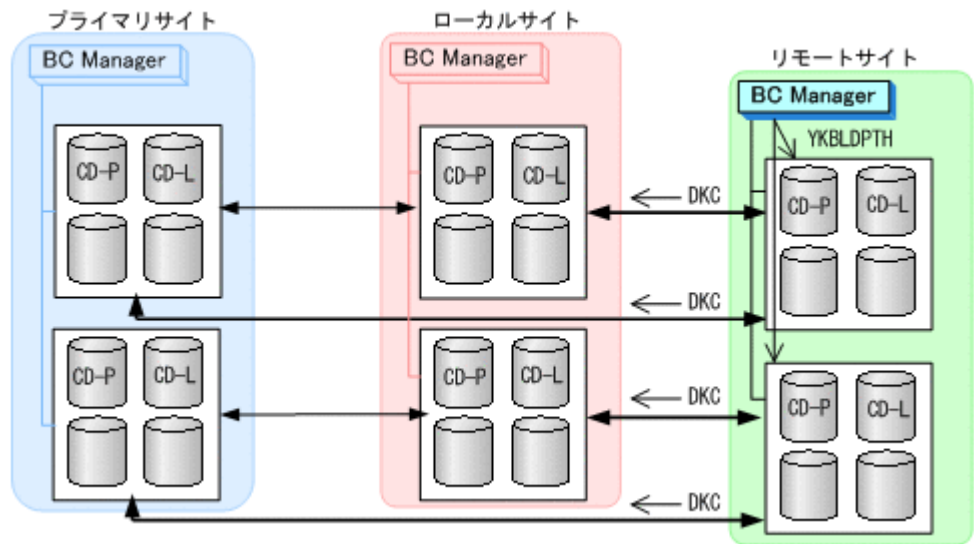 プライマリサイト
ローカルサイト
リモートサイト
BC Manager
BC Manager
BC Manager
YKBLDPTH
CD-P
CD-L
CD-P
CD-L
DKC
CD-P
CD-L
DKC
CD-P
CD-L
CD-P
CD-L
DKC
CD-P
CD-L
DKC